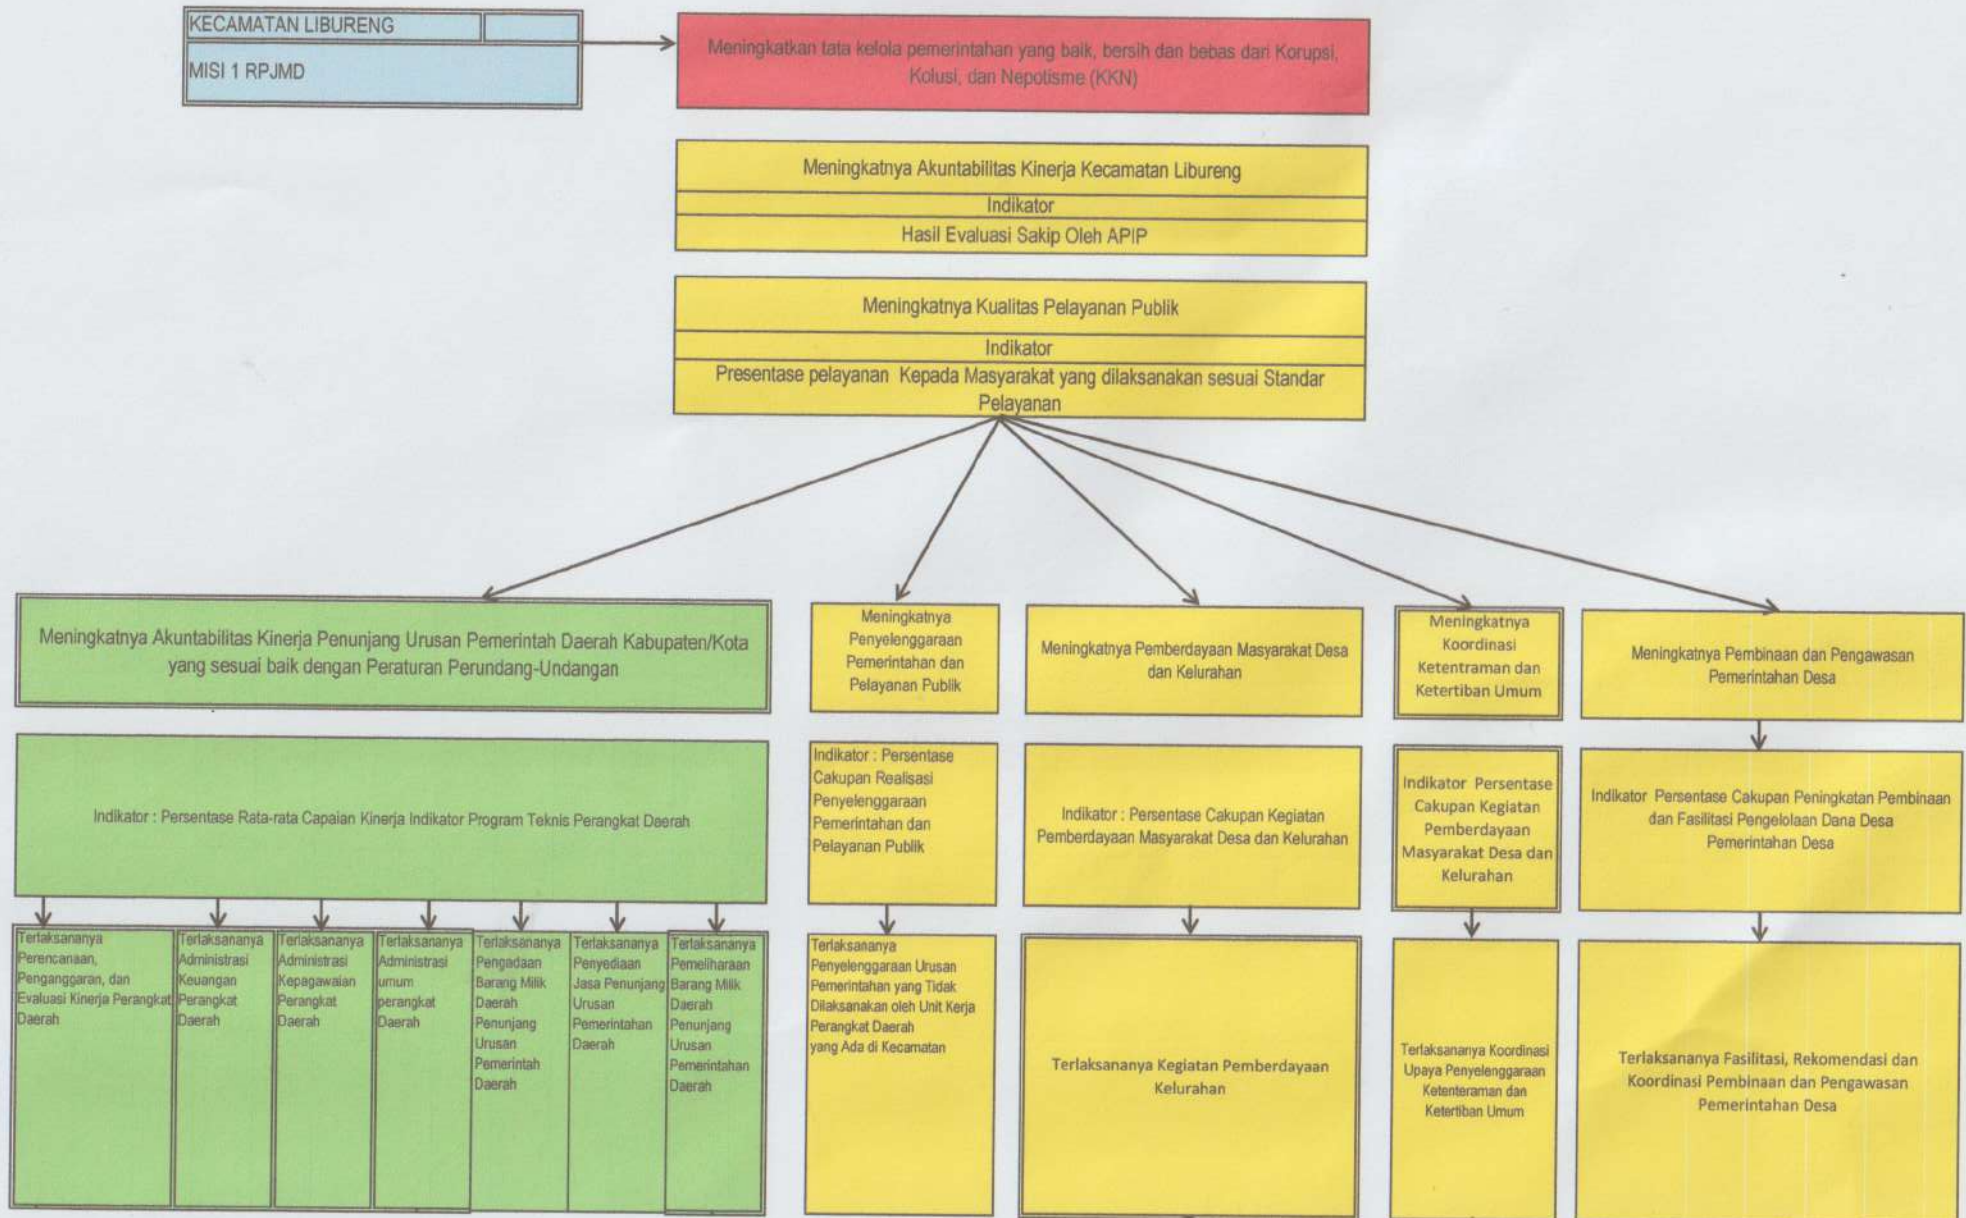 KECAMATAN LIBURENG
MISI 1 RPJMD
Meningkatkan tata kelola pemerintahan yang baik, bersih dan bebas dari Korupsi,
Kolusi, dan Nepotisme (KKN)
Meningkatnya Akuntabilitas Kinerja Kecamatan Libureng
Indikator
Hasil Evaluasi Sakip Oleh APIP
Meningkatnya Kualitas Pelayanan Publik
Indikator
Presentase pelayanan Kepada Masyarakat yang dilaksanakan sesuai Standar
Pelayanan
Meningkatnya Akuntabilitas Kinerja Penunjang Urusan Pemerintah Daerah Kabupaten/Kota
yang sesuai baik dengan Peraturan Perundang-Undangan
Meningkatnya
Penyelenggaraan
Pemerintahan dan
Pelayanan Publik
Meningkatnya Pemberdayaan Masyarakat Desa
dan Kelurahan
Meningkatnya
Koordinasi
Ketentraman dan
Ketertiban Umum
Meningkatnya Pembinaan dan Pengawasan
Pemerintahan Desa
Indikator : Persentase Rata-rata Capaian Kinerja Indikator Program Teknis Perangkat Daerah
Indikator : Persentase
Cakupan Realisasi
Penyelenggaraan
Pemerintahan dan
Pelayanan Publik
Indikator : Persentase Cakupan Kegiatan
Pemberdayaan Masyarakat Desa dan Kelurahan
Indikator Persentase
Cakupan Kegiatan
Pemberdayaan
Masyarakat Desa dan
Kelurahan
Indikator Persentase Cakupan Peningkatan Pembinaan
dan Fasilitasi Pengelolaan Dana Desa
Pemerintahan Desa
Terlaksananya
Perencanaan,
Penganggaran, dan
Evaluasi Kinerja Perangkat
Daerah
Terlaksananya
Administrasi
Keuangan
Perangkat
Daerah
Terlaksananya
Administrasi
Kepagawaian
Perangkat
Daerah
Terlaksananya
Administrasi
umum
perangkat
Daerah
Terlaksananya
Pengadaan
Barang Milik
Daerah
Penunjang
Urusan
Pemerintah
Daerah
Terlaksananya
Penyediaan
Jasa Penunjang
Urusan
Pemerintahan
Daerah
Terlaksananya
Pemeliharaan
Barang Milik
Daerah
Penunjang
Urusan
Pemerintahan
Daerah
Terlaksananya
Penyelenggaraan Urusan
Pemerintahan yang Tidak
Dilaksanakan oleh Unit Kerja
Perangkat Daerah
yang Ada di Kecamatan
Terlaksananya Kegiatan Pemberdayaan
Kelurahan
Terlaksananya Koordinasi
Upaya Penyelenggaraan
Ketenteraman dan
Ketertiban Umum
Terlaksananya Fasilitasi, Rekomendasi dan
Koordinasi Pembinaan dan Pengawasan
Pemerintahan Desa